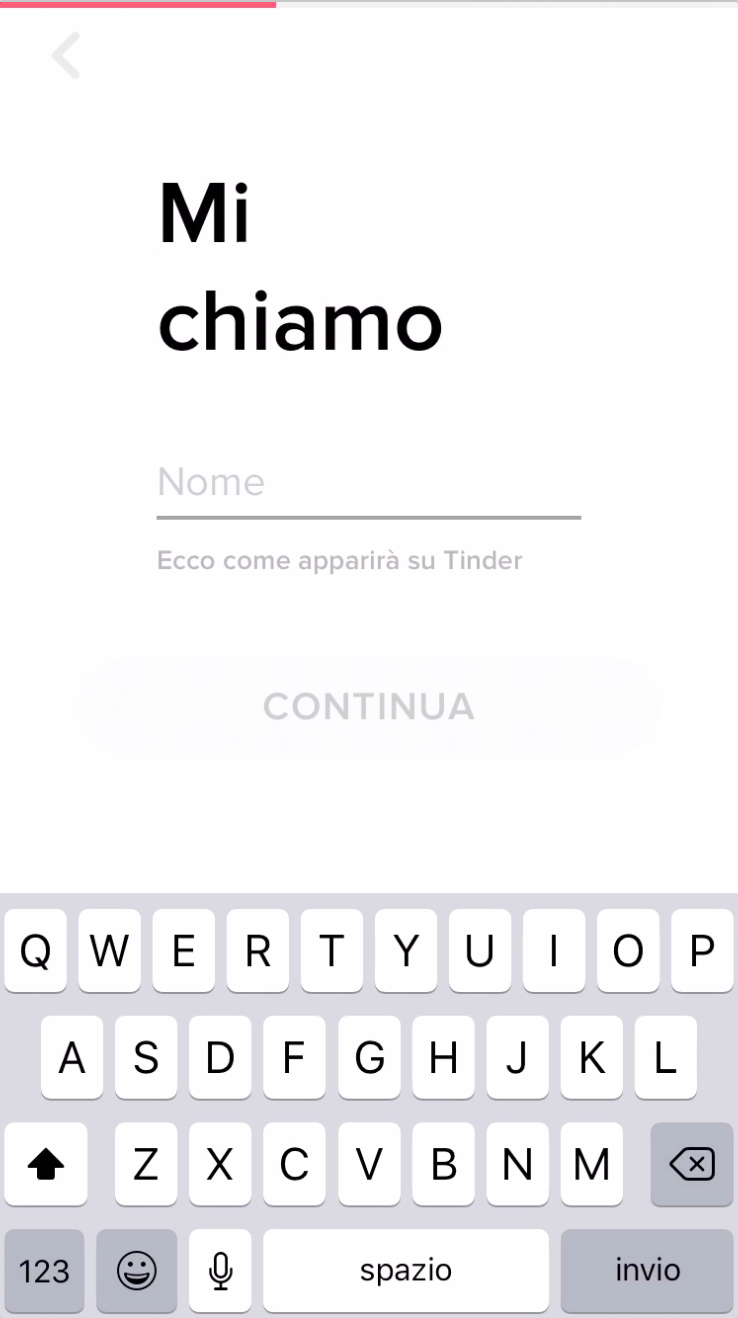 Mi
chiamo
Nome
Ecco come apparirà su Tinder
CONTINUA
Q W E R T Y U I O P
A S D F G H J K L
Z X C V B N M
123 spazio invio